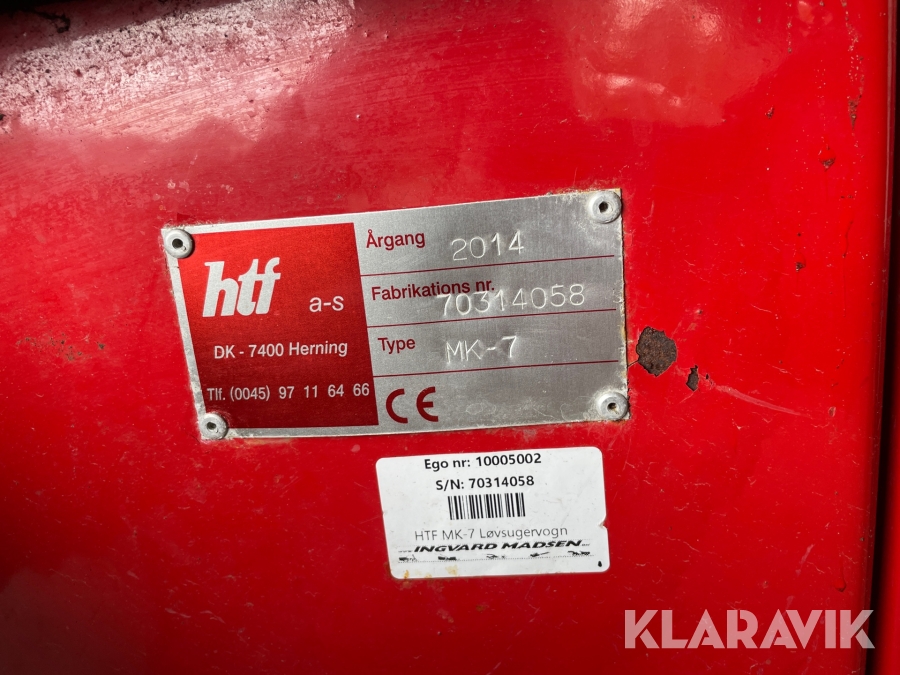 KLARAVIK
htf
a-s
DK - 7400 Herning
Tlf. (0045) 97 11 64 66
Årgang 2014
Fabrikations nr. 70314058
Type MK-7
CE
Ego nr: 10005002
S/N: 70314058
HTF MK-7 Løvsugervogn
INGVARD MADSEN
KLARAVIK